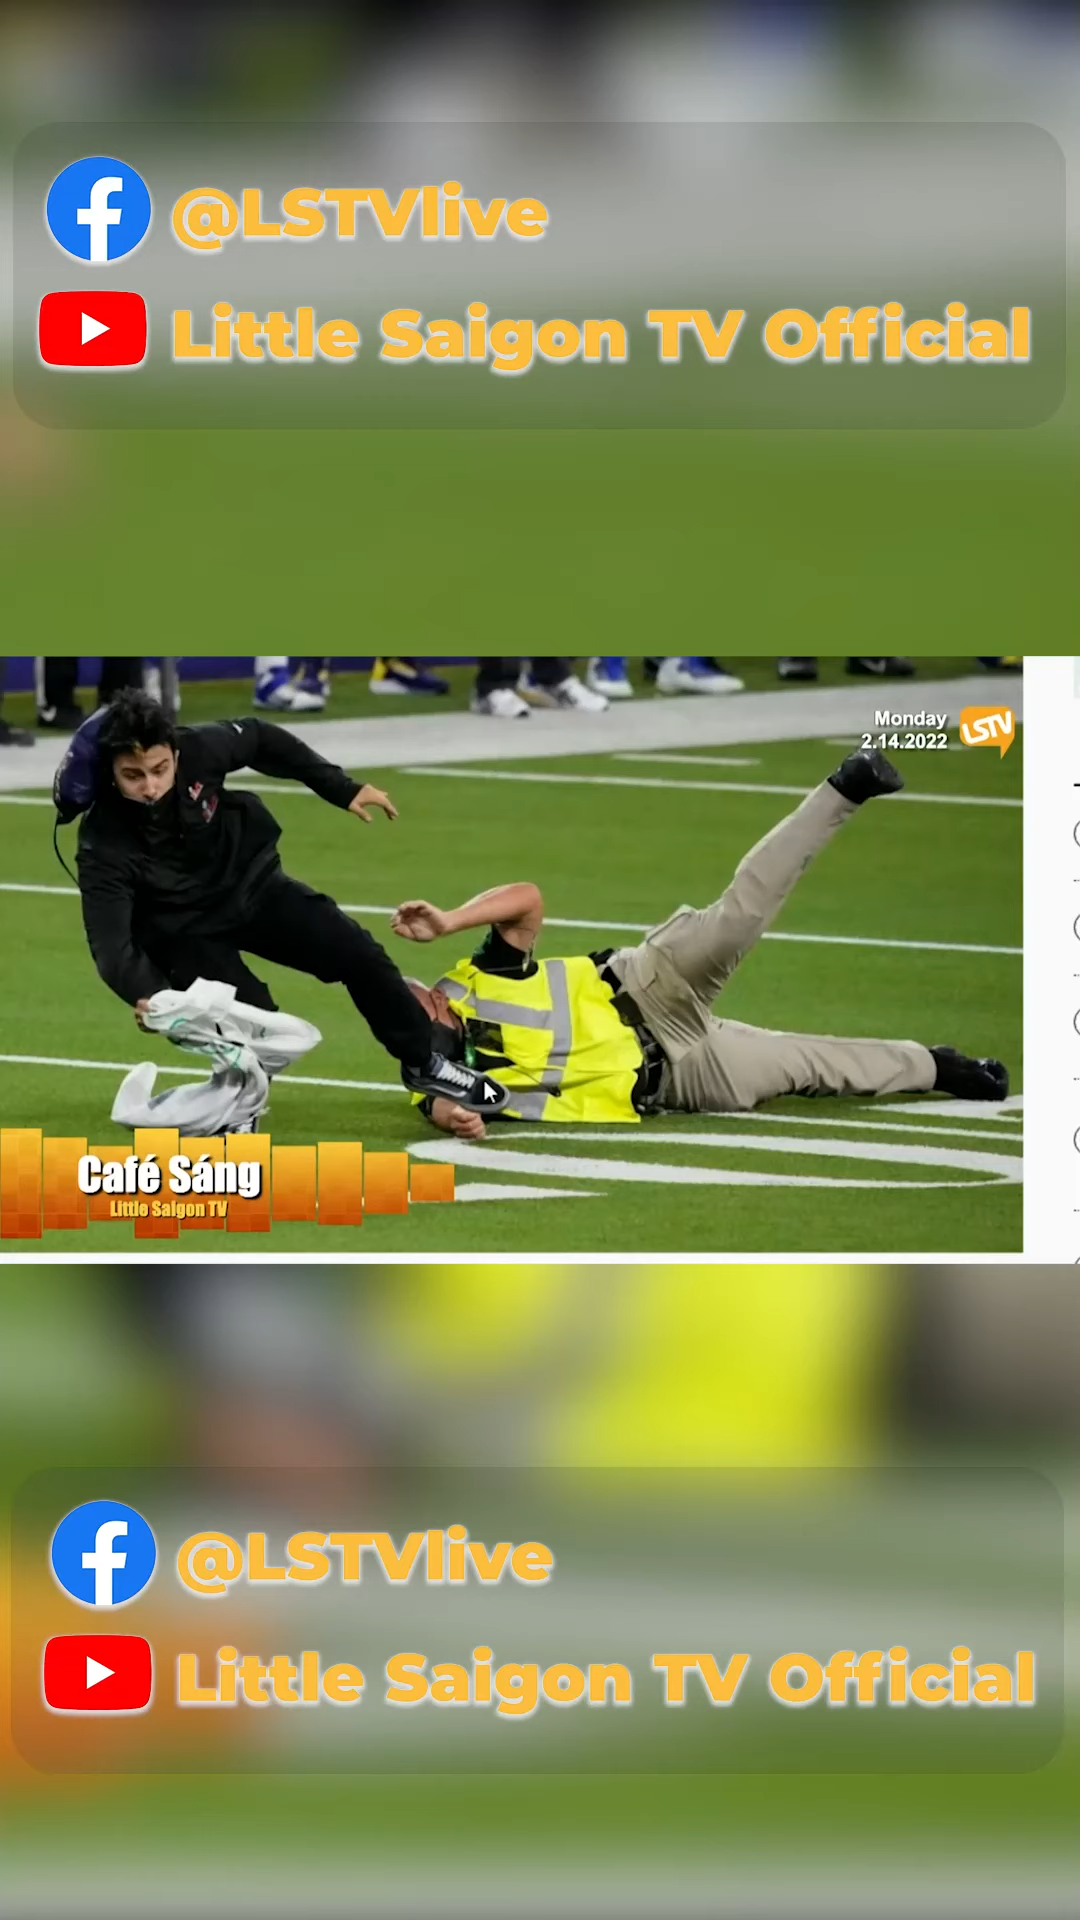 @LSTVlive
Little Saigon TV Official
Monday
2.14.2022
LSTV
Café Sáng
Little Saigon TV
@LSTVlive
Little Saigon TV Official